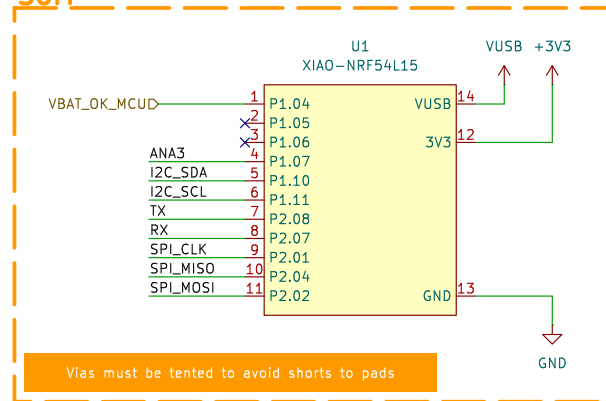 U1
XIAO-NRF54L15
VUSB +3V3
VBAT_OK_MCU 1 P1.04 VUSB 14
2 P1.05
3 P1.06 3V3 12
ANA3 4 P1.07
I2C_SDA 5 P1.10
I2C_SCL 6 P1.11
TX 7 P2.08
RX 8 P2.07
SPI_CLK 9 P2.01
SPI_MISO 10 P2.04
SPI_MOSI 11 P2.02 GND 13
GND
Vias must be tented to avoid shorts to pads